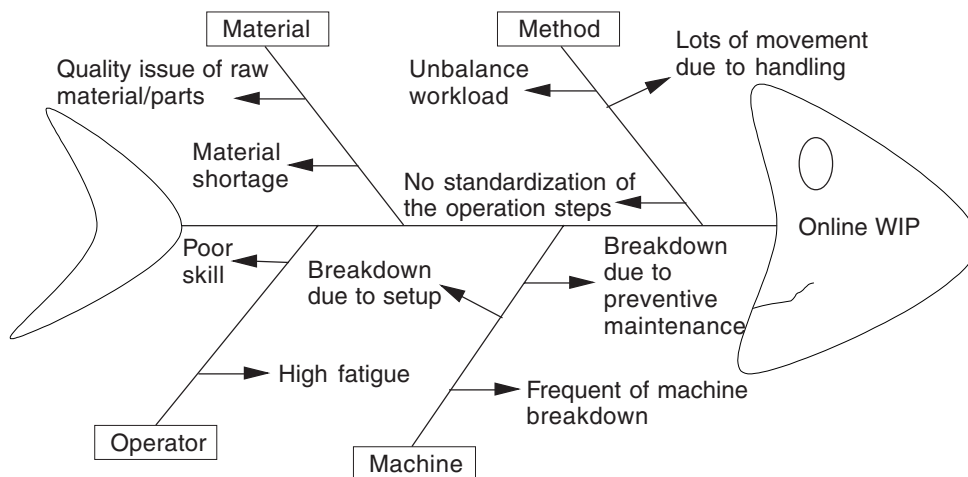 Material
Quality issue of raw
material/parts
Material
shortage
Method
Unbalance
workload
Lots of movement
due to handling
No standardization of
the operation steps
Online WIP
Poor
skill
High fatigue
Operator
Breakdown
due to setup
Breakdown
due to
preventive
maintenance
Frequent of machine
breakdown
Machine